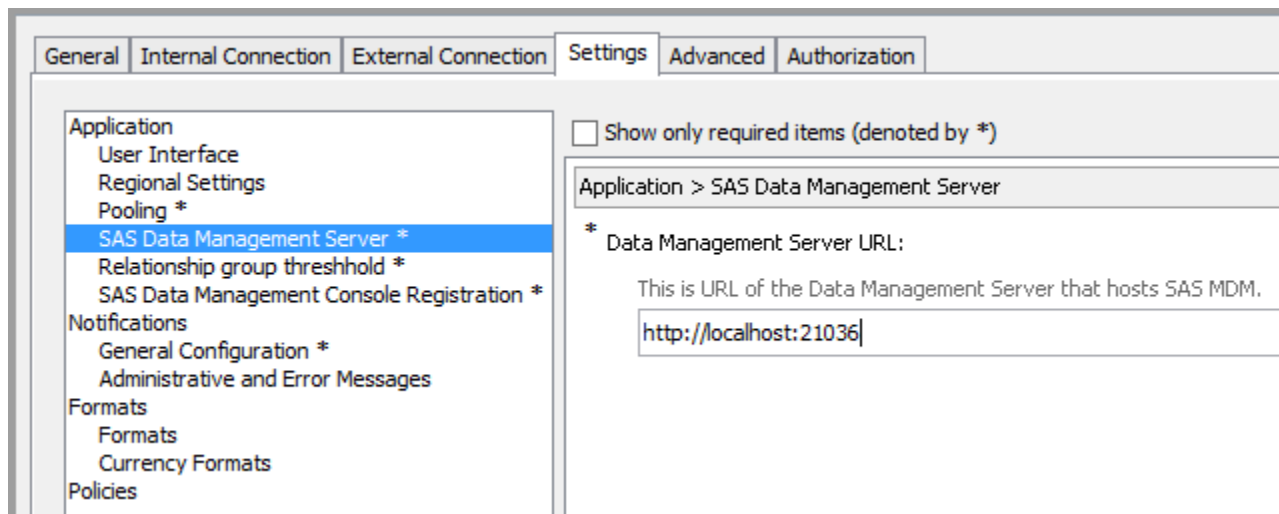 General Internal Connection External Connection Settings Advanced Authorization
Application
User Interface
Regional Settings
Pooling *
SAS Data Management Server *
Relationship group threshhold *
SAS Data Management Console Registration *
Notifications
General Configuration *
Administrative and Error Messages
Formats
Formats
Currency Formats
Policies
Show only required items (denoted by *)
Application > SAS Data Management Server
* Data Management Server URL:
This is URL of the Data Management Server that hosts SAS MDM.
http://localhost:21036